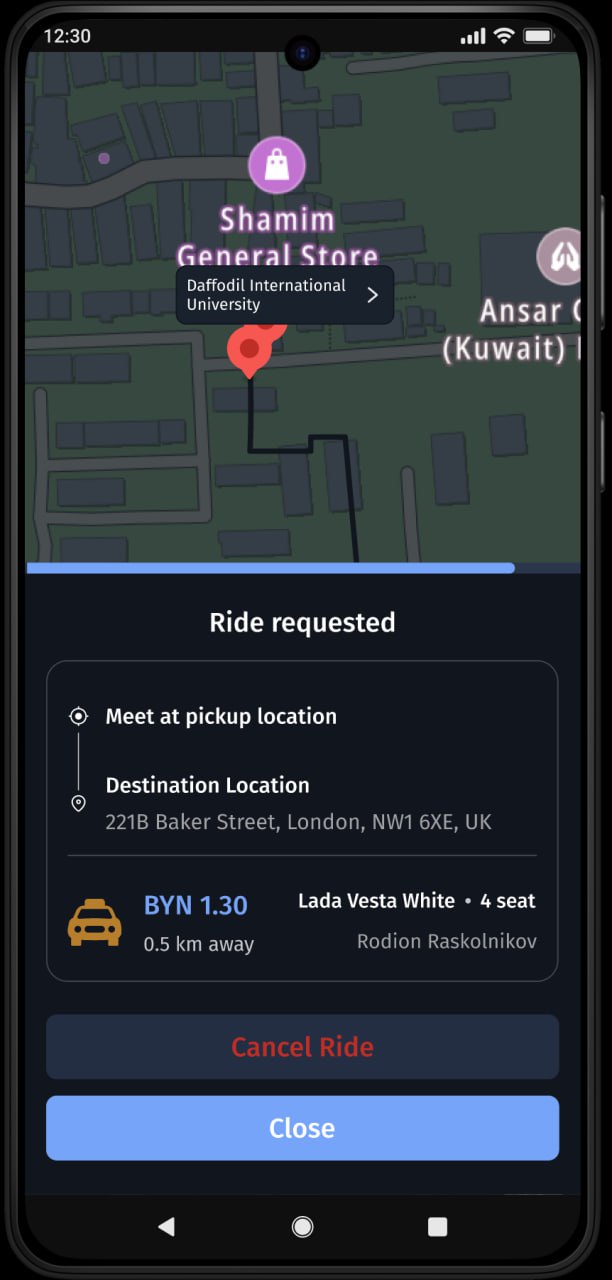 12:30
Shamim
General Store
Daffodil International
University
Ansar
(Kuwait)
Ride requested
Meet at pickup location
Destination Location
221B Baker Street, London, NW1 6XE, UK
BYN 1.30
Lada Vesta White • 4 seat
0.5 km away
Rodion Raskolnikov
Cancel Ride
Close